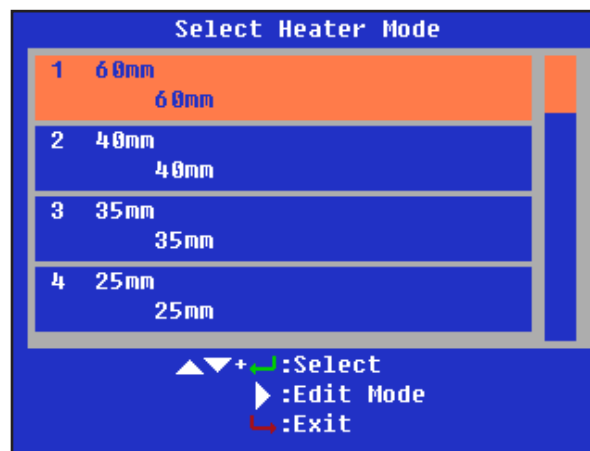 Select Heater Mode
1 60mm
60mm
2 40mm
40mm
3 35mm
35mm
4 25mm
25mm
▲▼+↵:Select
▶:Edit Mode
↳:Exit